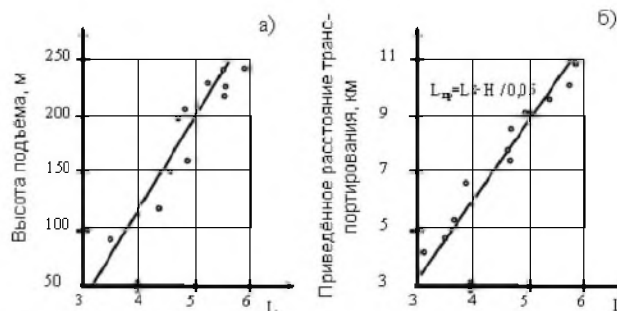 а)
Высота подъёма, м
250
200
150
100
50
3
4
5
6
L
б)
Приведённое расстояние транс-
портирования, км
11
9
7
5
3
Lпр=L+H/0,05
3
4
5
6